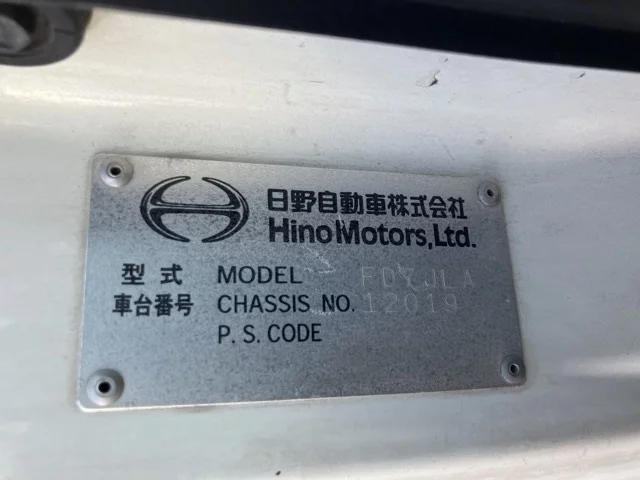 日野自動車株式会社
Hino Motors, Ltd.
型式 MODEL FD7JLA
車台番号 CHASSIS NO. 12019
P. S. CODE